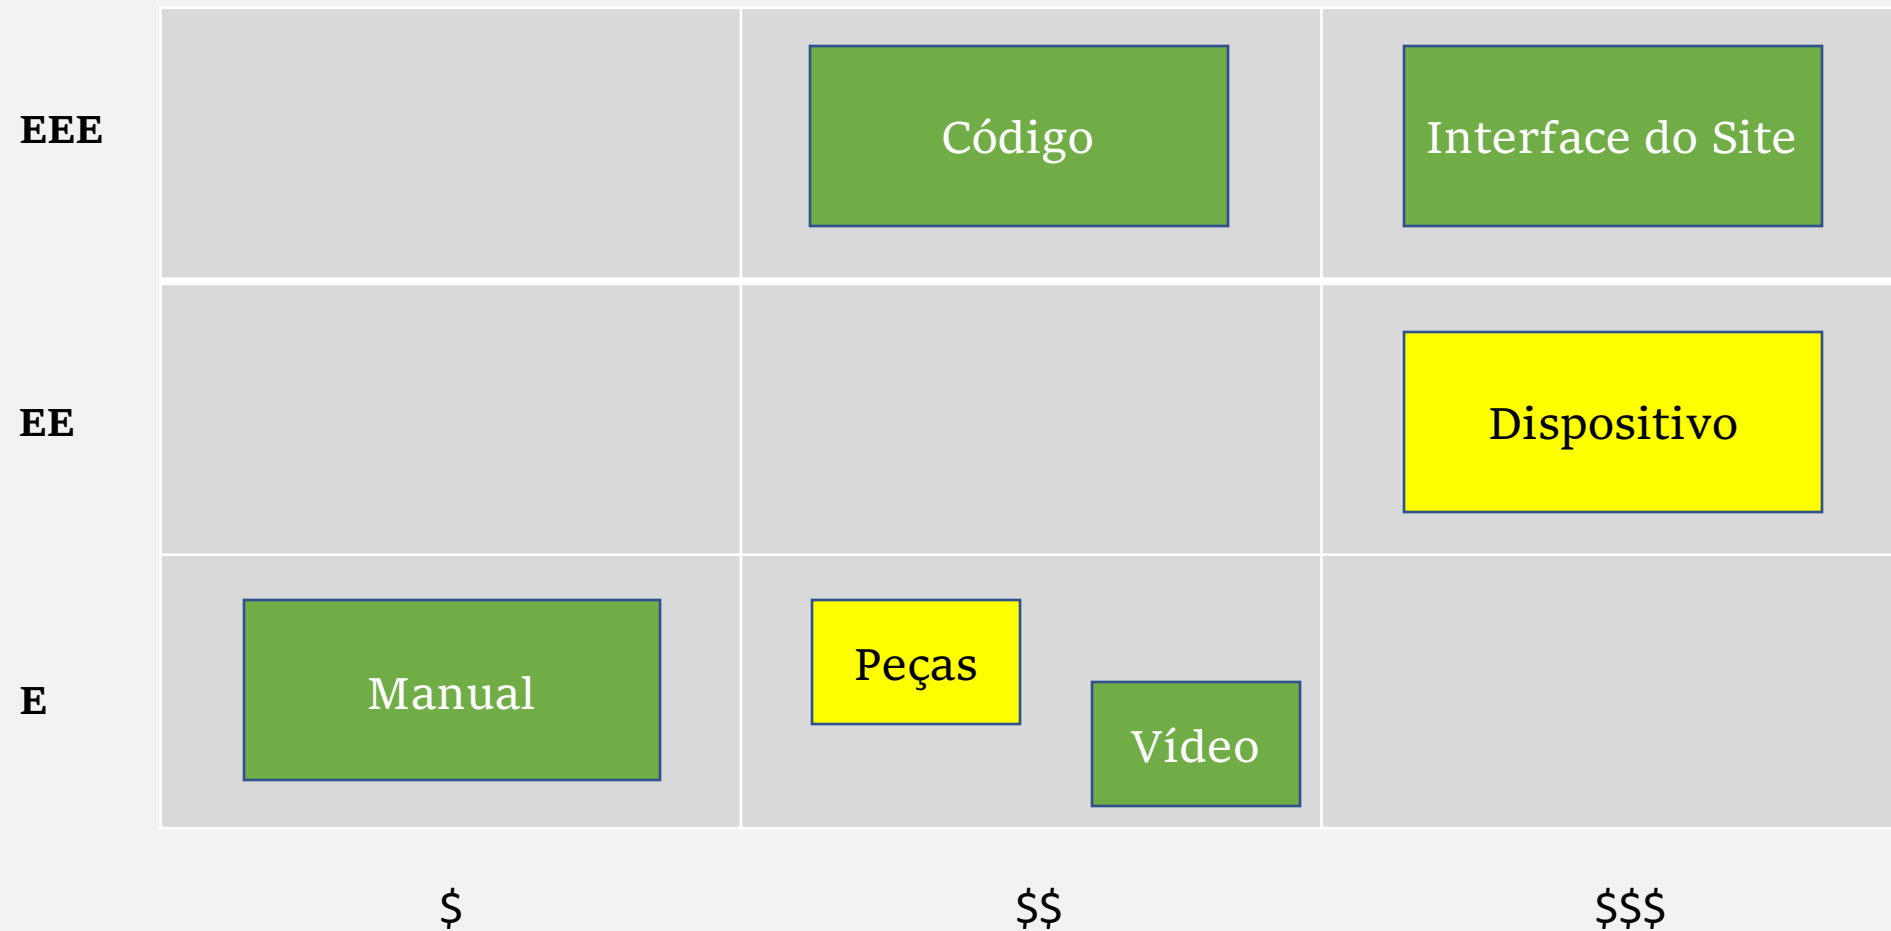 EEE
Código
Interface do Site
EE
Dispositivo
E
Manual
Peças
Vídeo
$
$$
$$$